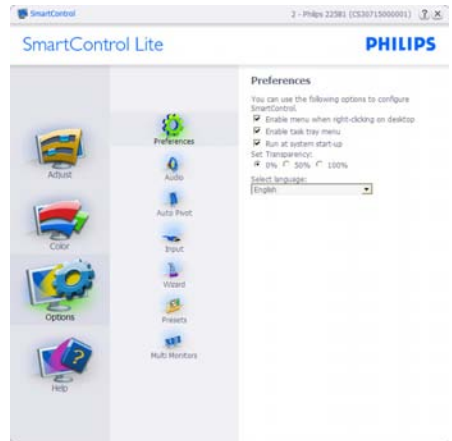 SmartControl
2 - Philips 225B1 (CS30715000001)
SmartControl Lite
PHILIPS
Adjust
Color
Options
Help
Preferences
Audio
Auto Pivot
Input
Wizard
Presets
Multi Monitors
Preferences
You can use the following options to configure
SmartControl.
Enable menu when right-clicking on desktop
Enable task tray menu
Run at system start-up
Set Transparency:
0% 50% 100%
Select language:
English